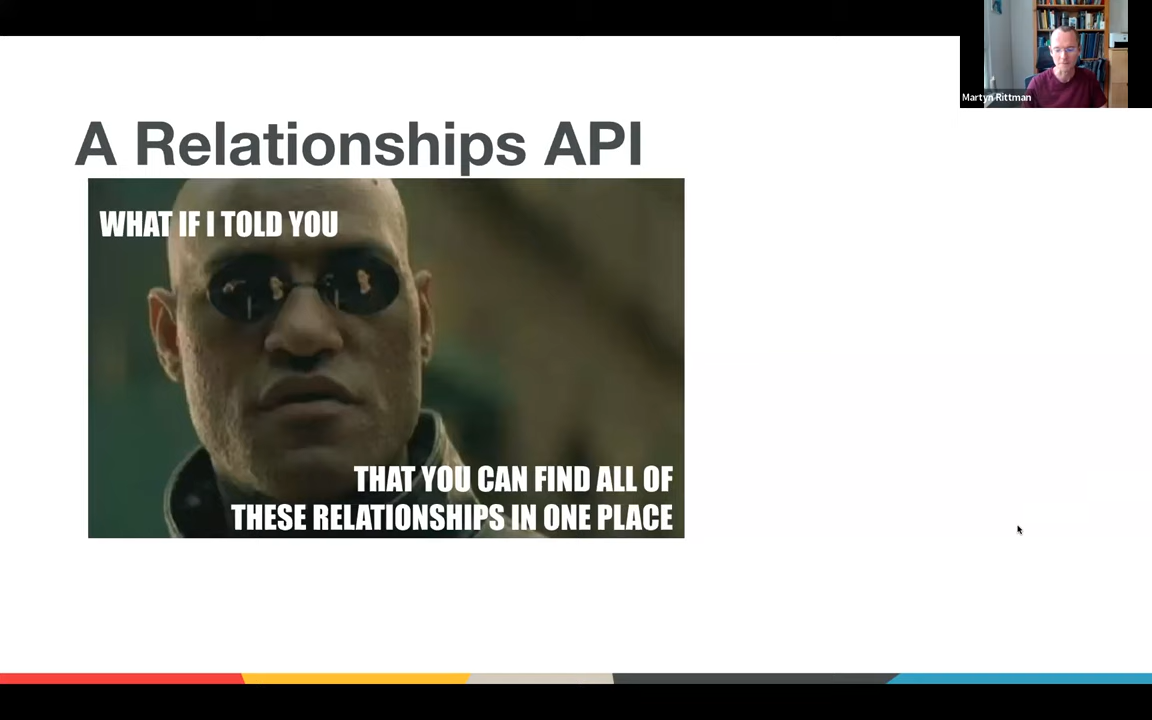 Martyn Rittman
A Relationships API
WHAT IF I TOLD YOU
THAT YOU CAN FIND ALL OF
THESE RELATIONSHIPS IN ONE PLACE